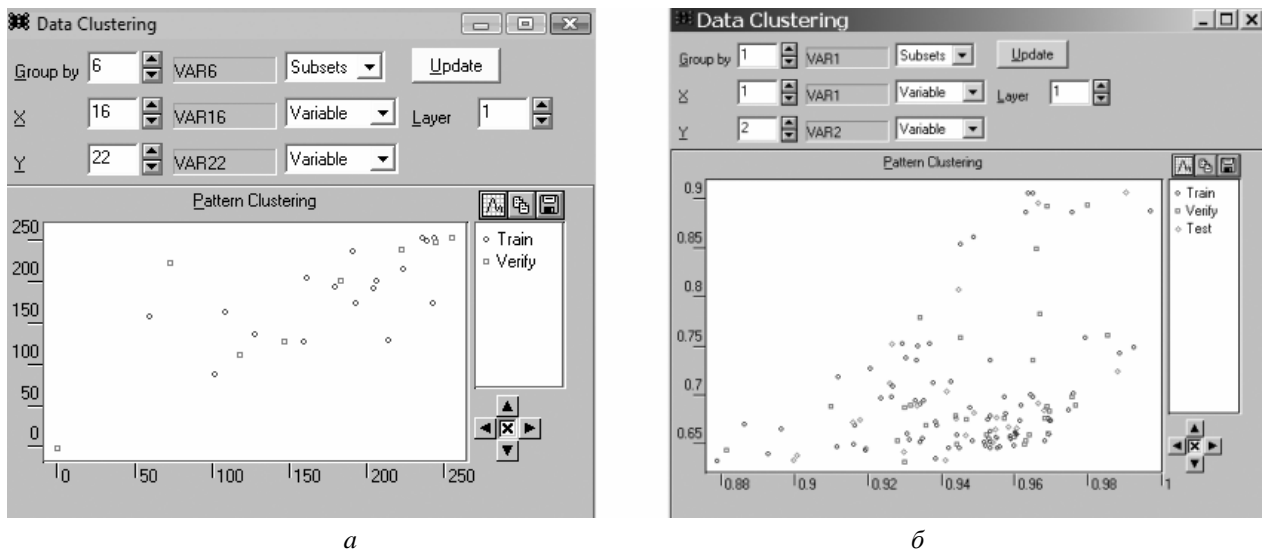 Data Clustering
Group by 6 VAR6 Subsets Update
X 16 VAR16 Variable Layer 1
Y 22 VAR22 Variable
Pattern Clustering
250
200
150
100
50
0
0 50 100 150 200 250
Train
Verify
а
Data Clustering
Group by 1 VAR1 Subsets Update
X 1 VAR1 Variable Layer 1
Y 2 VAR2 Variable
Pattern Clustering
0.9
0.85
0.8
0.75
0.7
0.65
0.88 0.9 0.92 0.94 0.96 0.98 1
Train
Verify
Test
б